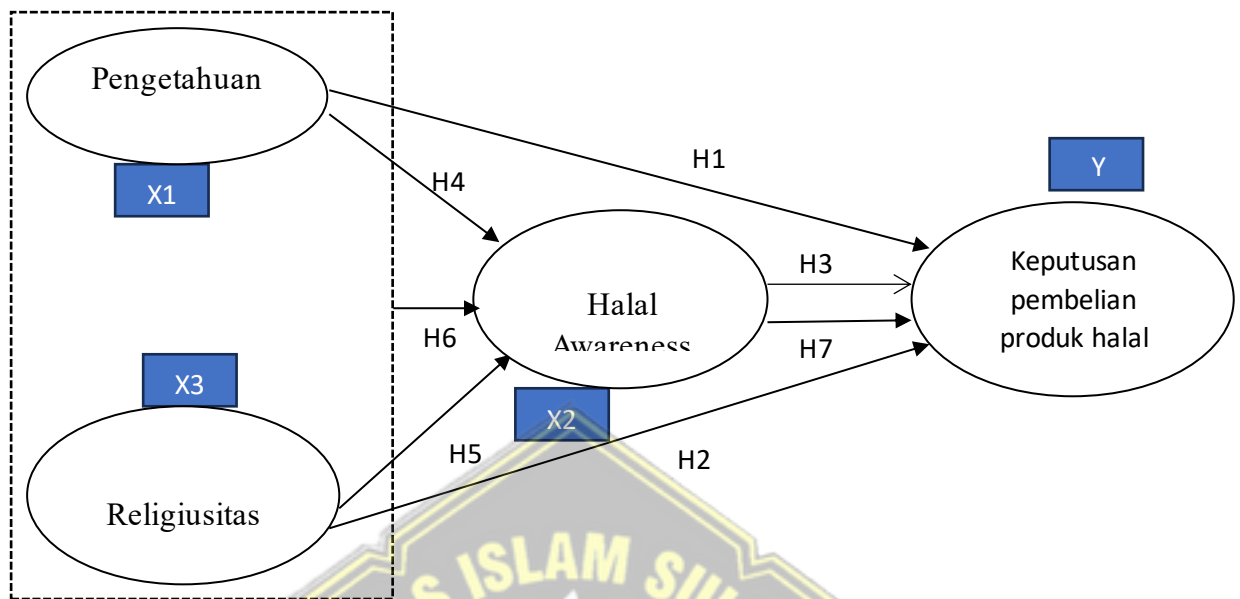 Pengetahuan
X1
H1
Y
H4
Halal
Awareness
H3
Keputusan
pembelian
produk halal
H6
H7
X3
X2
H5
H2
Religiusitas
S ISLAM SU